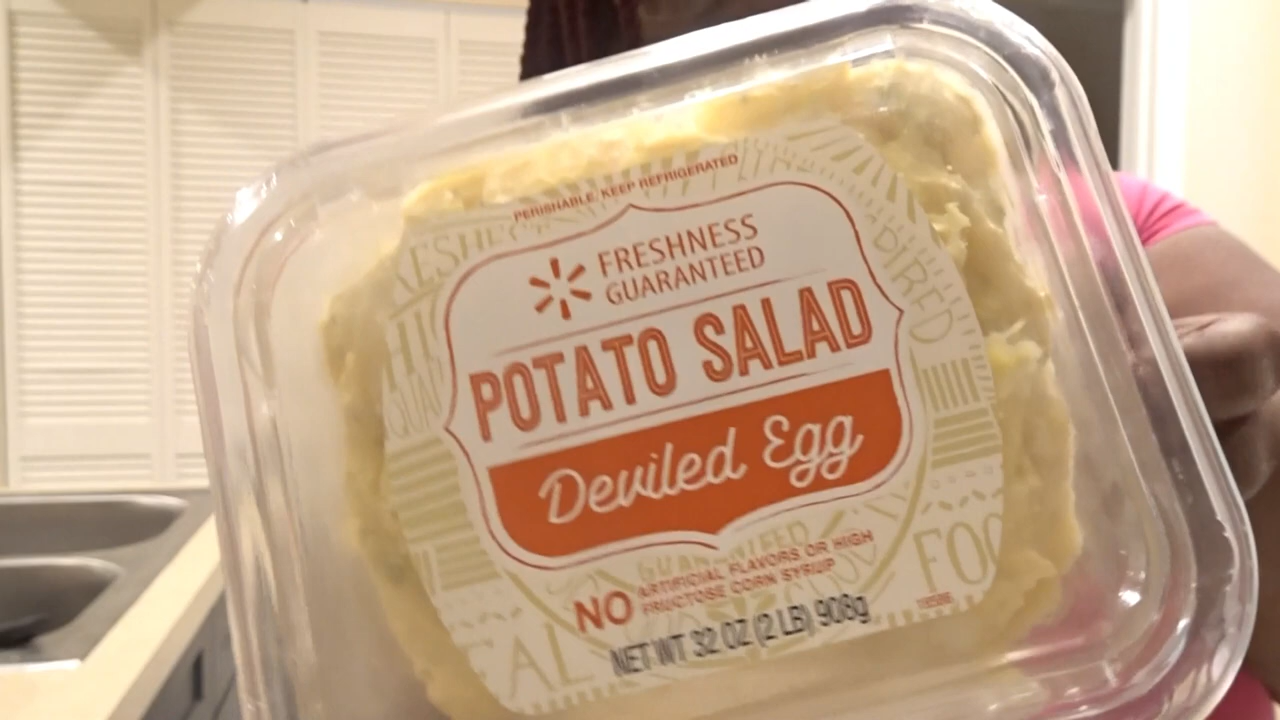 PERISHABLE. KEEP REFRIGERATED
FRESHNESS
GUARANTEED
POTATO SALAD
Deviled Egg
GUARANTEED
NO ARTIFICIAL FLAVORS OR HIGH
FRUCTOSE CORN SYRUP
NET WT 32 OZ (2 LB) 908g